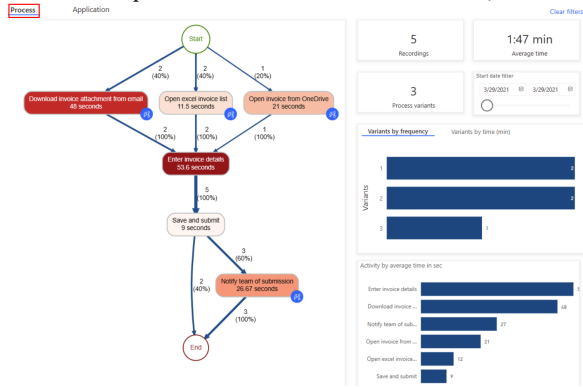 Process
Application
Clear filters
Start
2
(40%)
2
(40%)
1
(20%)
Download invoice attachment from email
48 seconds
Open excel invoice list
11.5 seconds
Open invoice from OneDrive
21 seconds
2
(100%)
2
(100%)
1
(100%)
Enter invoice details
53.6 seconds
5
(100%)
Save and submit
9 seconds
3
(60%)
2
(40%)
Notify team of submission
26.67 seconds
3
(100%)
End
5
Recordings
1:47 min
Average time
3
Process variants
Start date filter
3/29/2021
3/29/2021
Variants by frequency
Variants by time (min)
Variants
1
2
2
2
3
1
Activity by average time in sec
Enter invoice details
Download invoice ...
48
Notify team of sub...
27
Open invoice from ...
21
Open excel invoice...
12
Save and submit
9